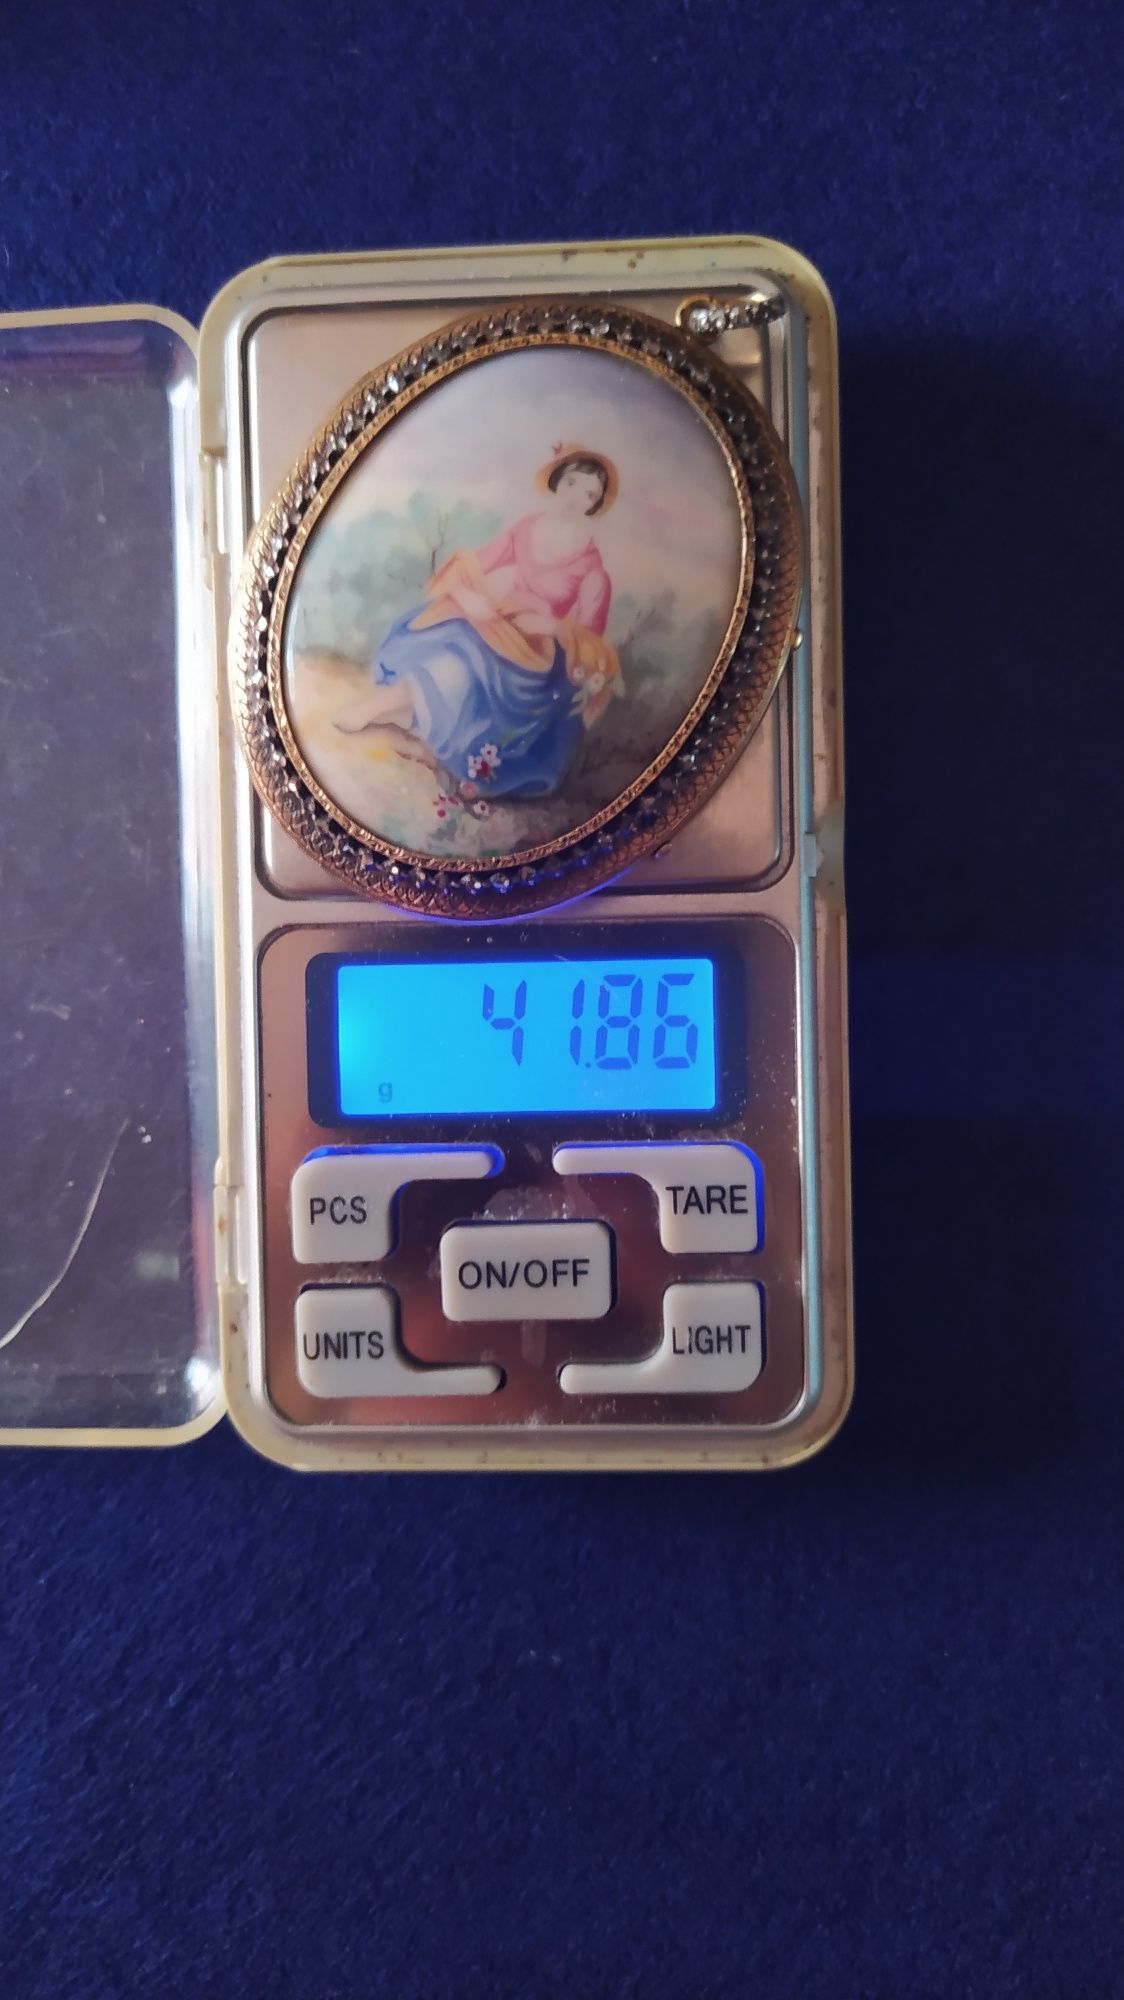 41.86
g
PCS
TARE
ON/OFF
UNITS
LIGHT